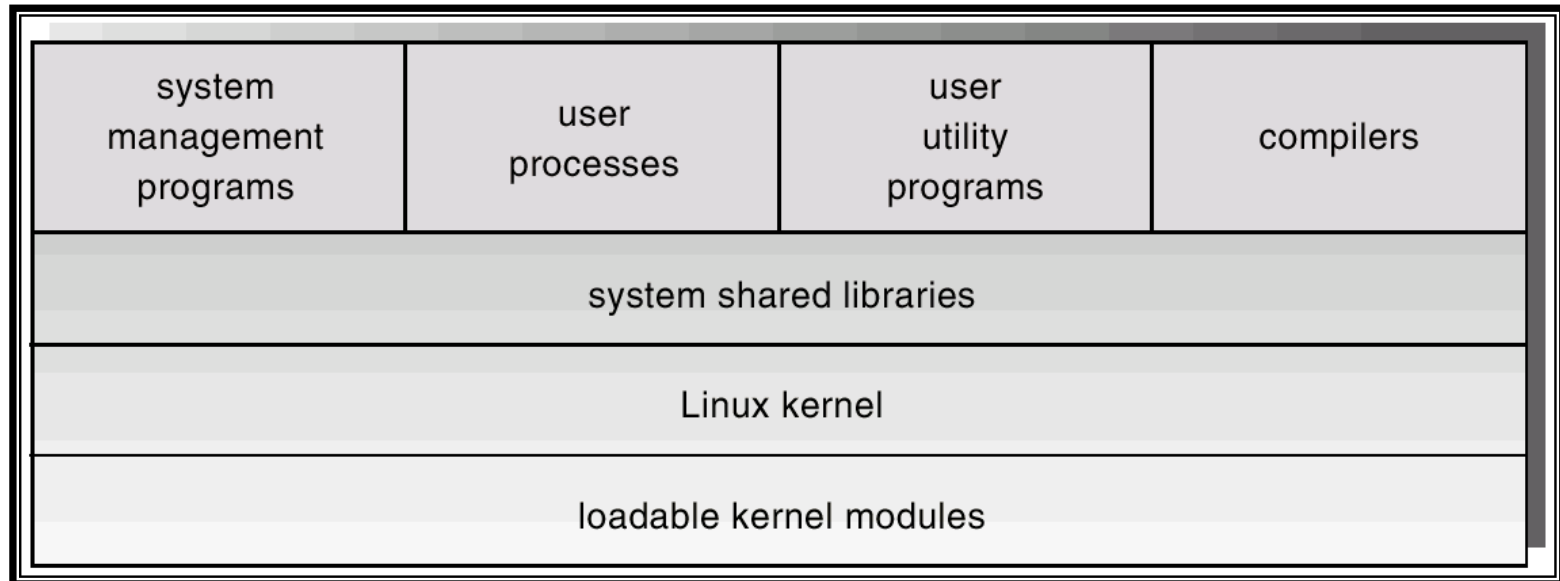 system
management
programs
user
processes
user
utility
programs
compilers
system shared libraries
Linux kernel
loadable kernel modules